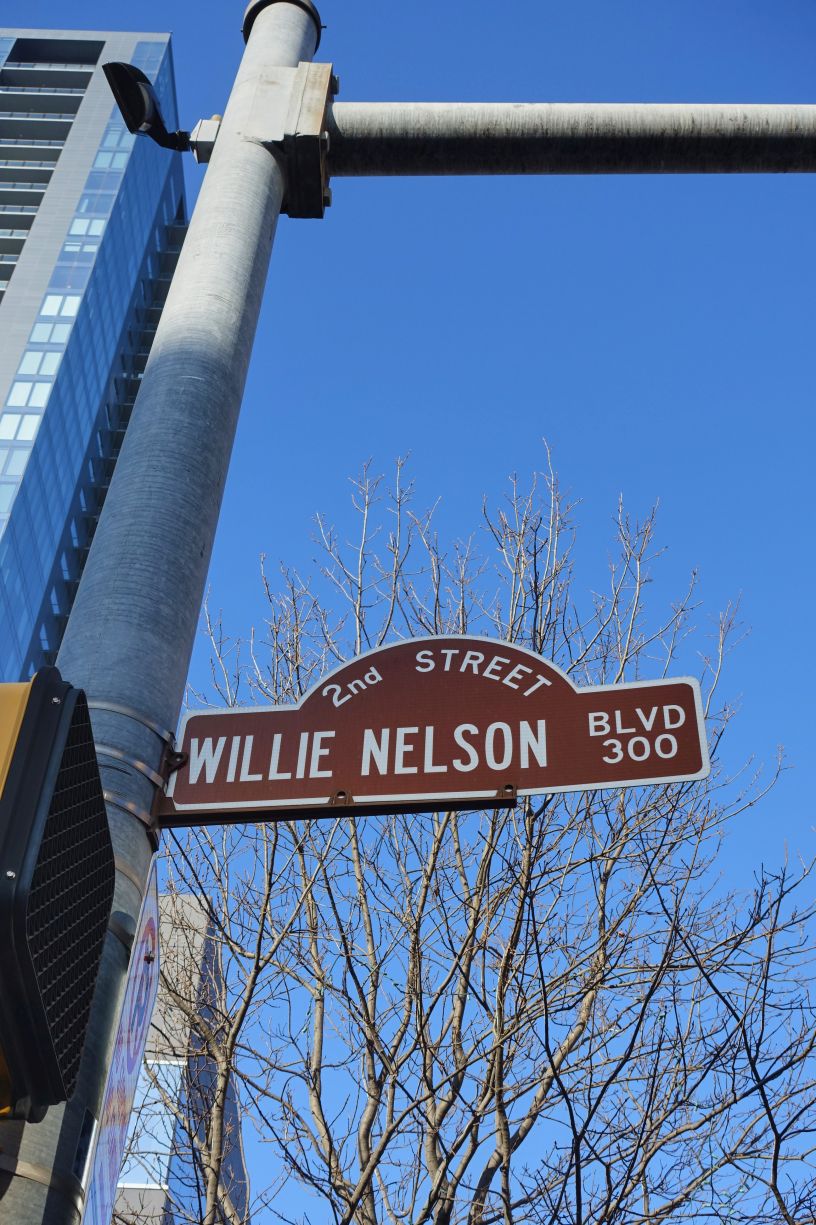 2nd STREET
WILLIE NELSON BLVD
300